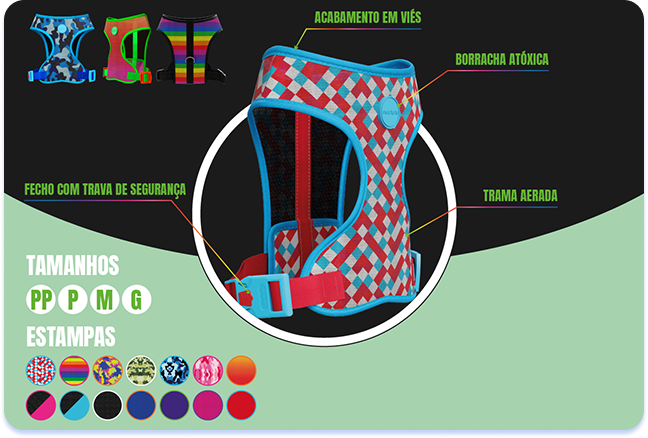 ACABAMENTO EM VIÉS
BORRACHA ATÓXICA
FECHO COM TRAVA DE SEGURANÇA
TRAMA AERADA
TAMANHOS
PP P M G
ESTAMPAS